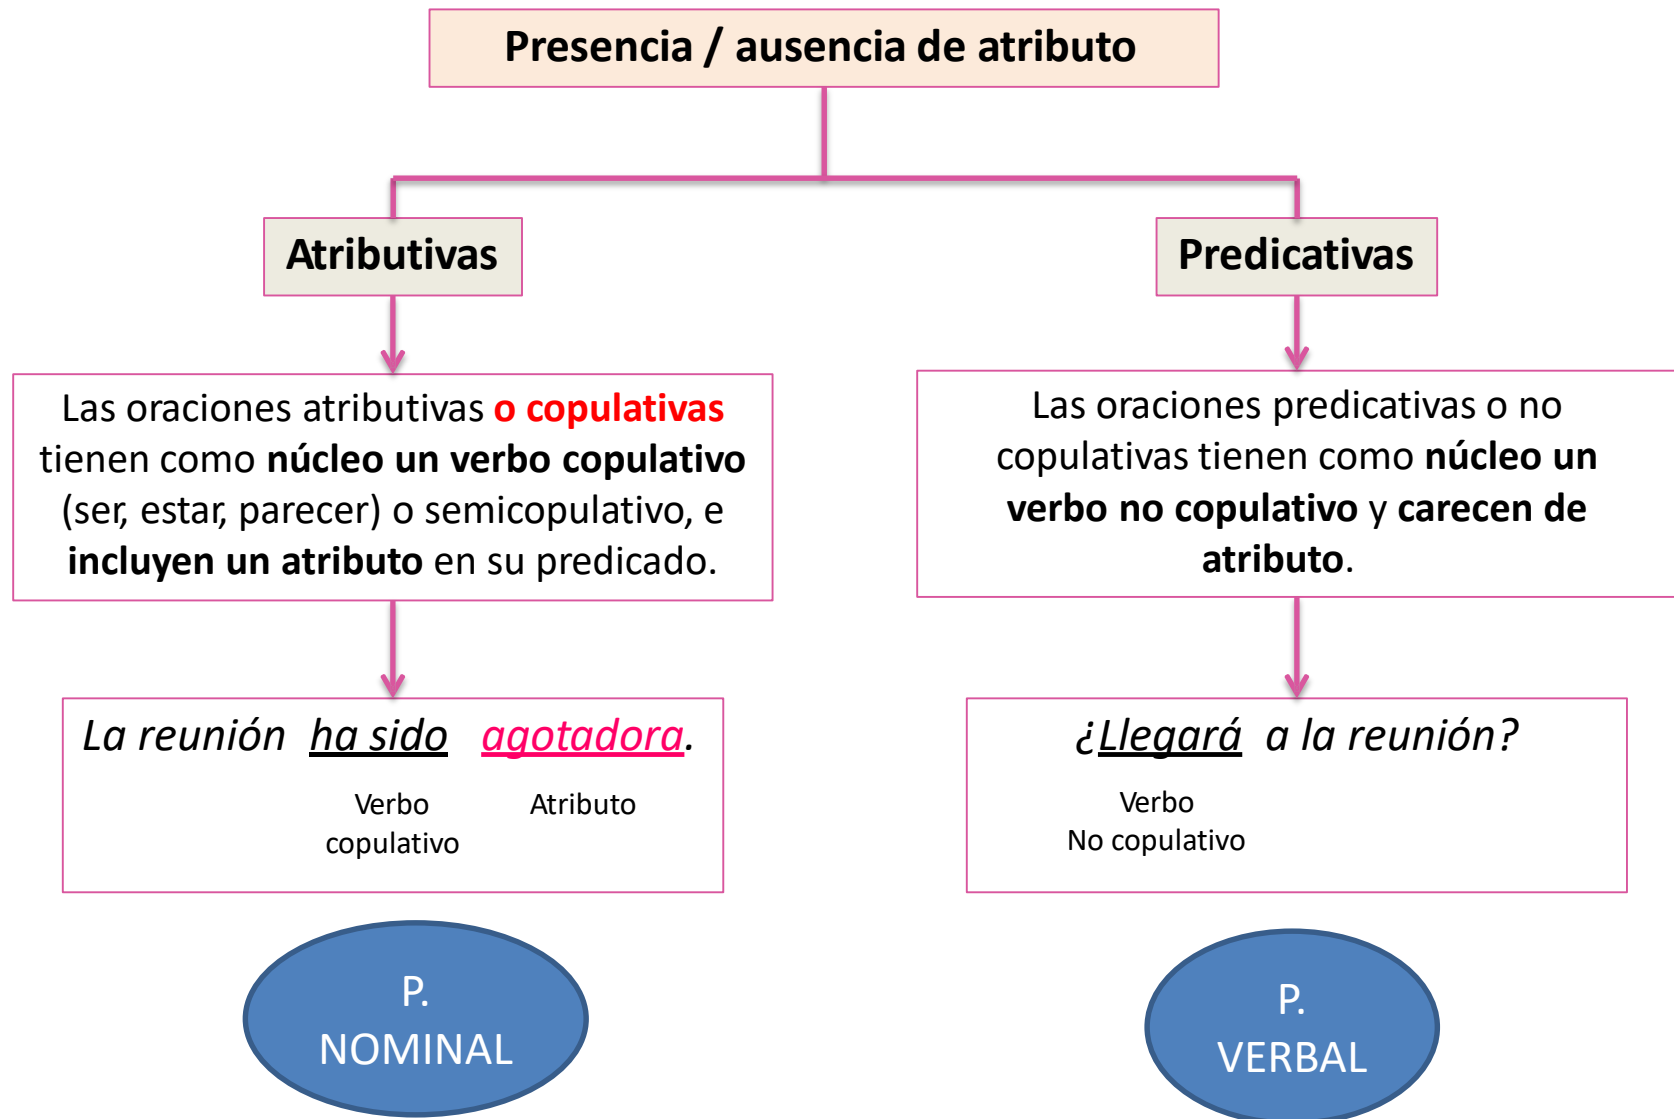 Presencia / ausencia de atributo
Atributivas
Predicativas
Las oraciones atributivas o copulativas
tienen como núcleo un verbo copulativo
(ser, estar, parecer) o semicopulativo, e
incluyen un atributo en su predicado.
Las oraciones predicativas o no
copulativas tienen como núcleo un
verbo no copulativo y carecen de
atributo.
La reunión ha sido agotadora.
Verbo
copulativo
Atributo
¿Llegará a la reunión?
Verbo
No copulativo
P.
NOMINAL
P.
VERBAL